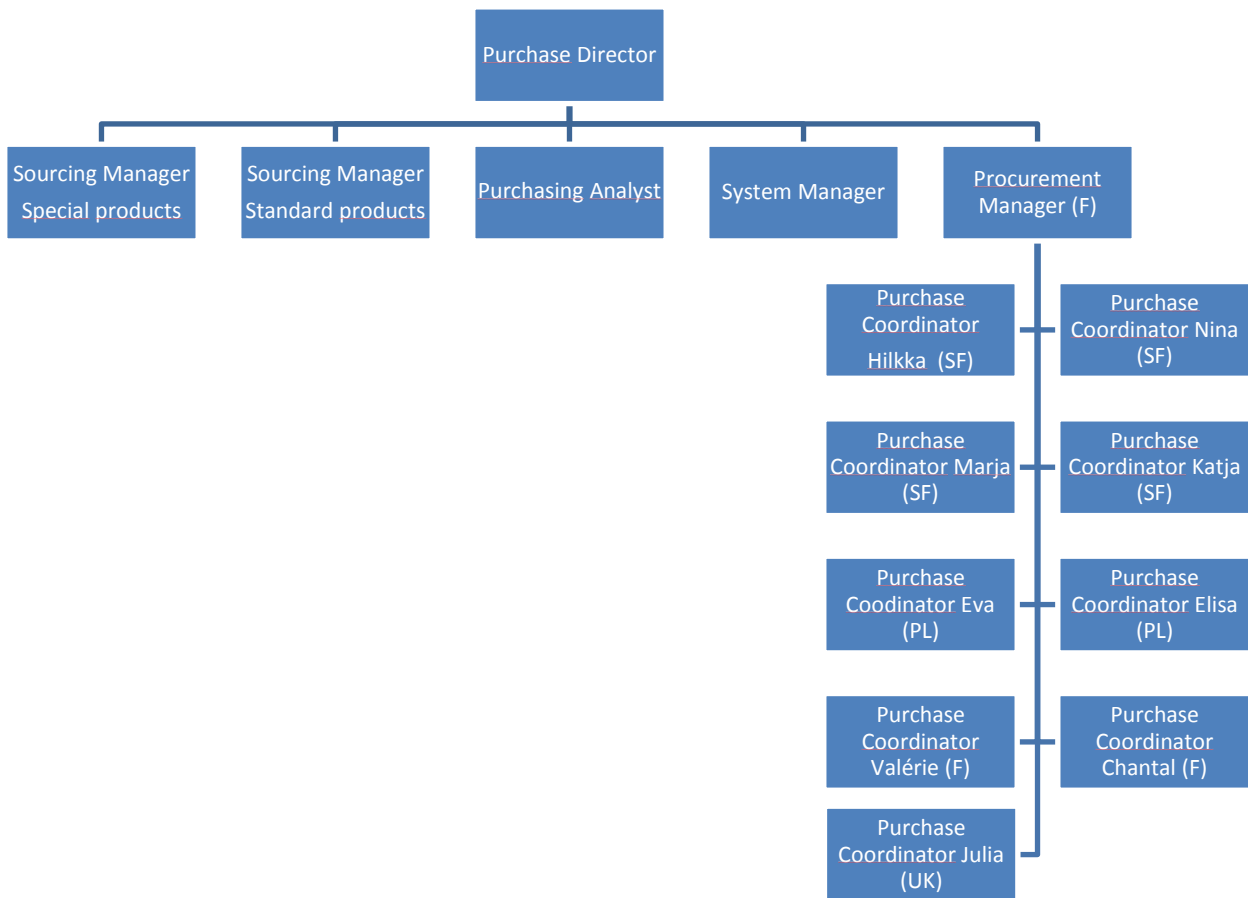 Purchase Director
Sourcing Manager
Special products
Sourcing Manager
Standard products
Purchasing Analyst
System Manager
Procurement
Manager (F)
Purchase
Coordinator
Hilkka (SF)
Purchase
Coordinator Nina
(SF)
Purchase
Coordinator Marja
(SF)
Purchase
Coordinator Katja
(SF)
Purchase
Coodinator Eva
(PL)
Purchase
Coordinator Elisa
(PL)
Purchase
Coordinator
Valérie (F)
Purchase
Coordinator
Chantal (F)
Purchase
Coordinator Julia
(UK)